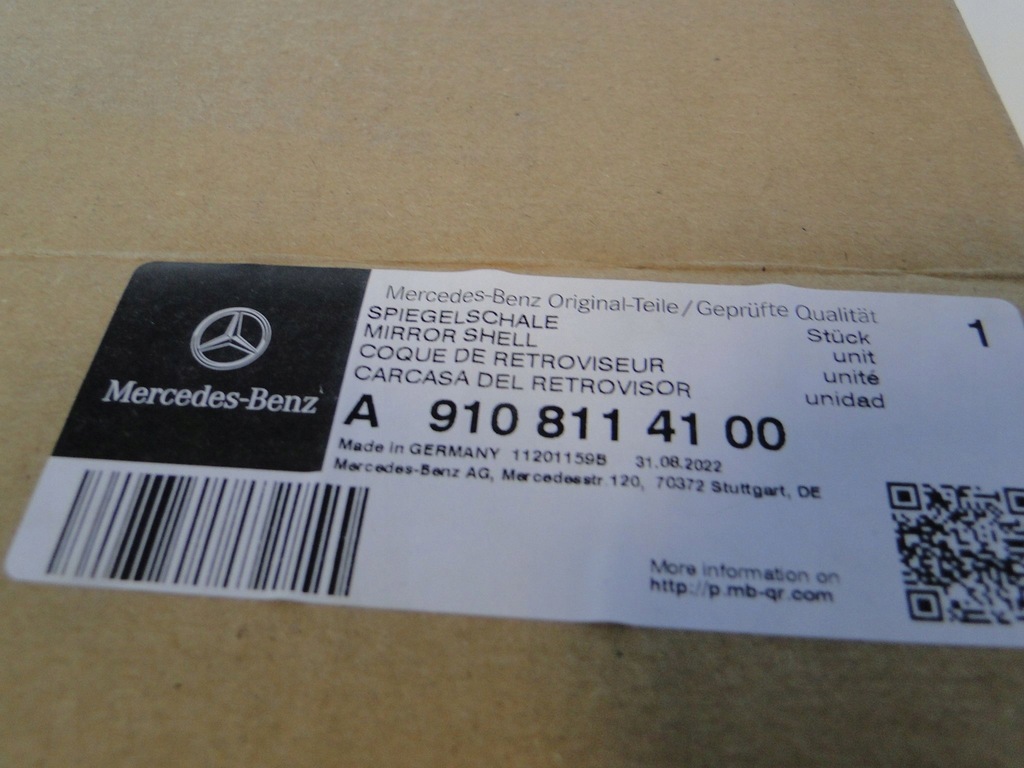 Mercedes-Benz
Mercedes-Benz Original-Teile/Geprüfte Qualität
SPIEGELSCHALE
MIRROR SHELL
COQUE DE RETROVISEUR
CARCASA DEL RETROVISOR
Stück 1
unit
unité
unidad
A 910 811 41 00
Made in GERMANY 11201159B 31.08.2022
Mercedes-Benz AG, Mercedesstr.120, 70372 Stuttgart, DE
More information on
http://p.mb-qr.com